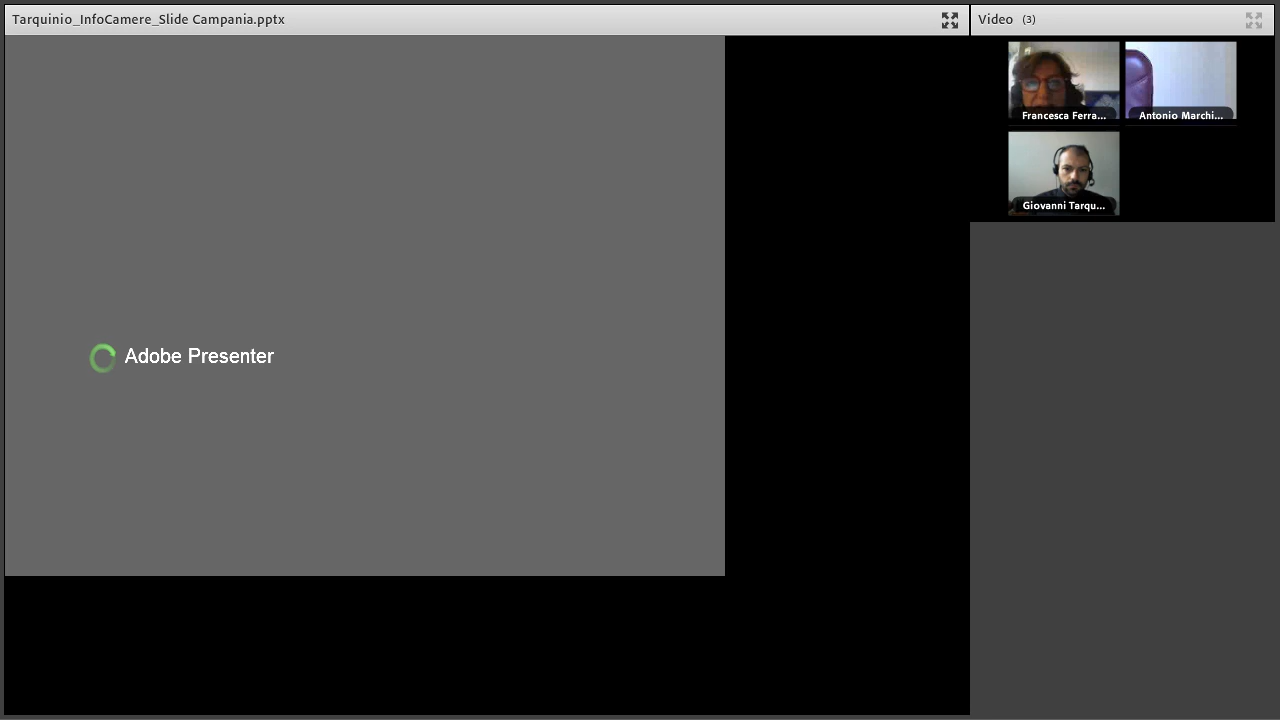 Tarquinio_InfoCamere_Slide Campania.pptx
Video (3)
Francesca Ferra...
Antonio Marchi...
Giovanni Tarqu...
Adobe Presenter